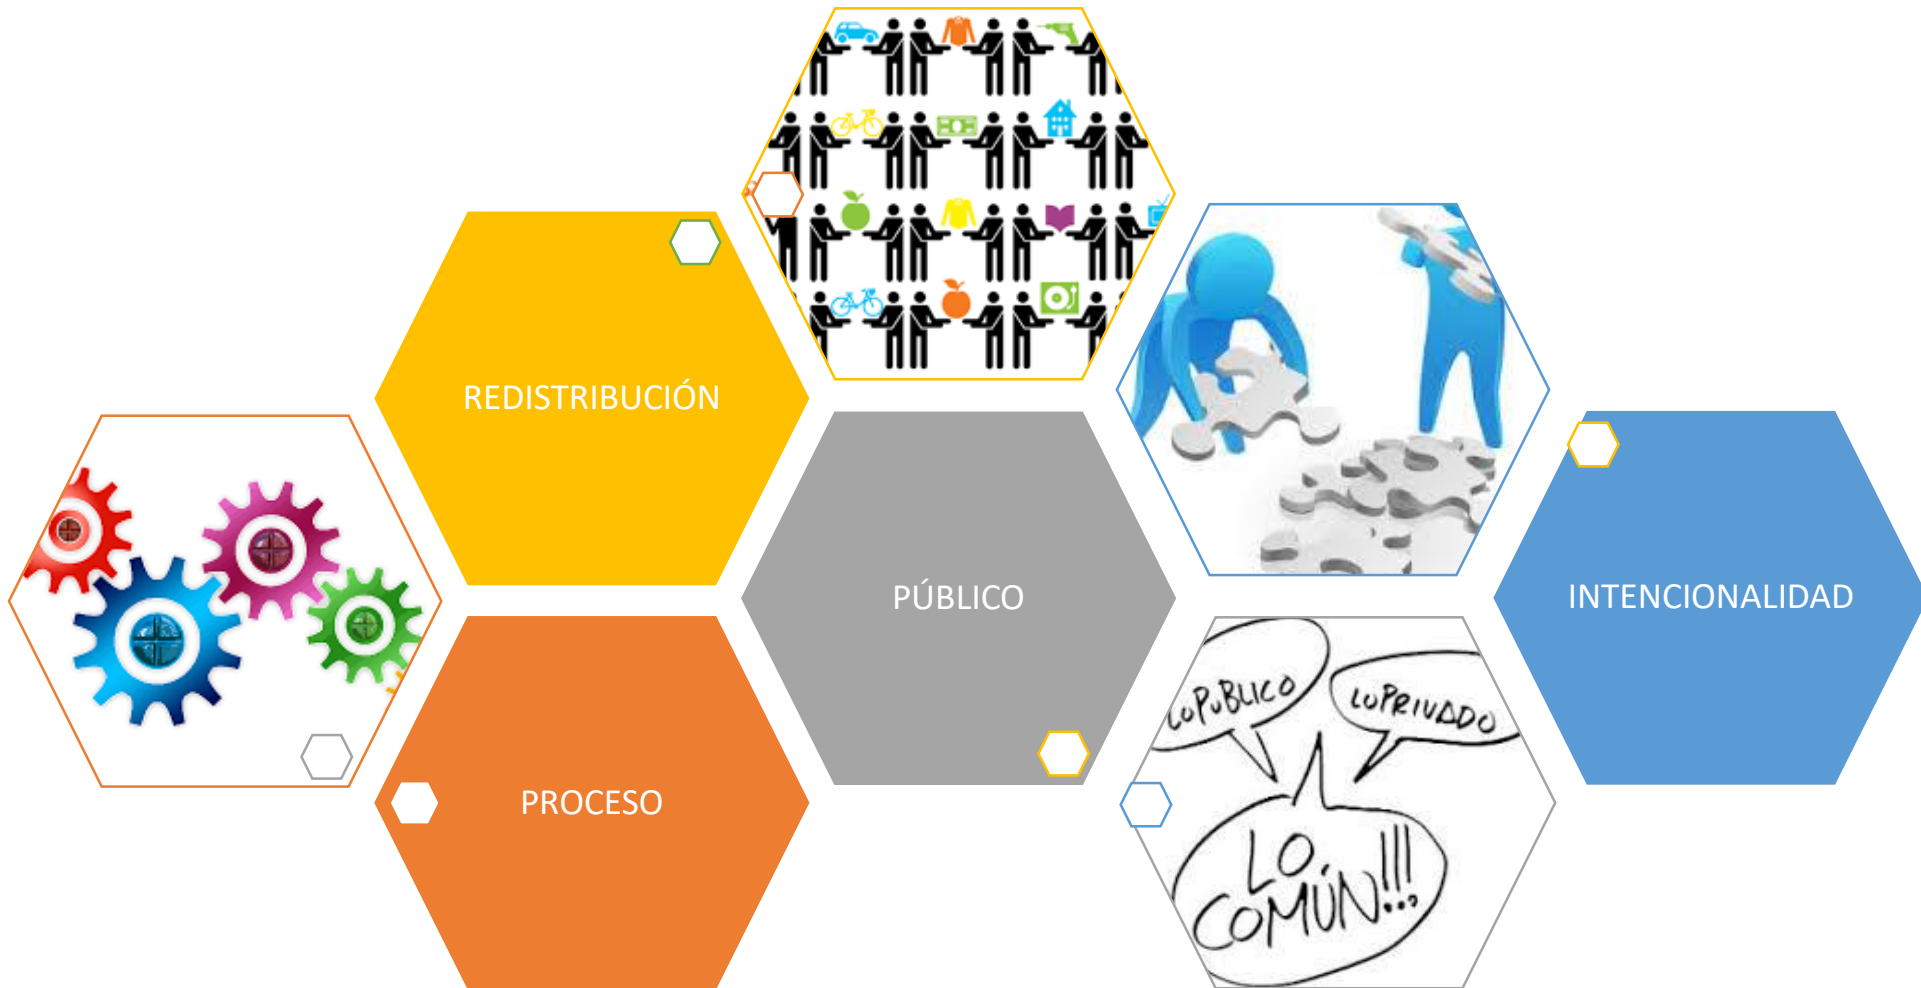 REDISTRIBUCIÓN
PROCESO
PÚBLICO
LO PUBLICO
LO PRIVADO
LO
COMÚN!!!
INTENCIONALIDAD